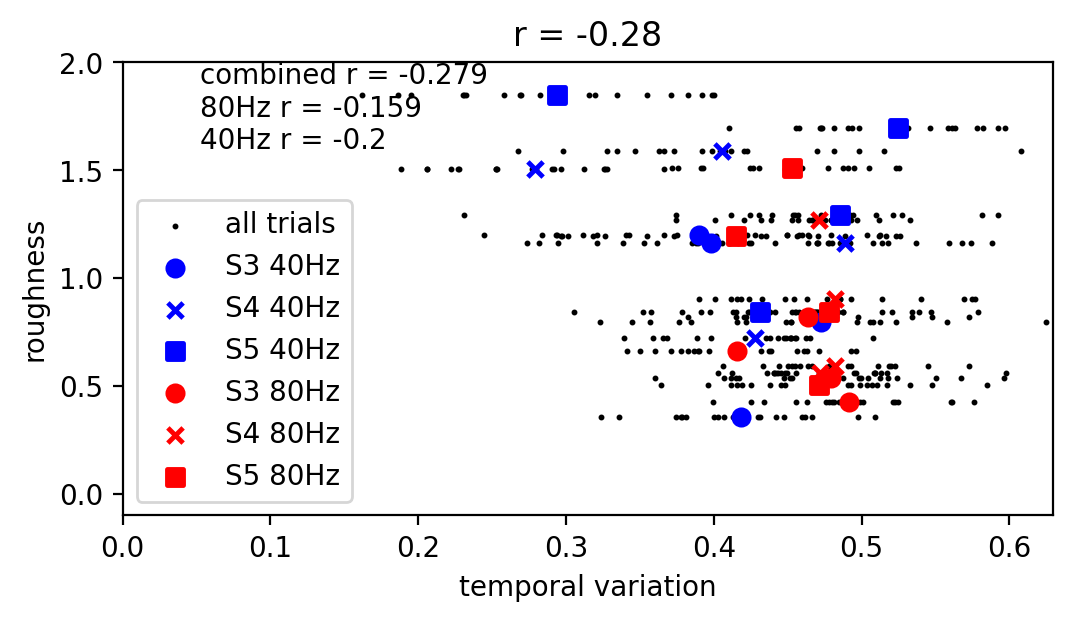 r = -0.28
combined r = -0.279
80Hz r = -0.159
40Hz r = -0.2
2.0
1.5
1.0
0.5
0.0
roughness
all trials
S3 40Hz
S4 40Hz
S5 40Hz
S3 80Hz
S4 80Hz
S5 80Hz
0.0 0.1 0.2 0.3 0.4 0.5 0.6
temporal variation